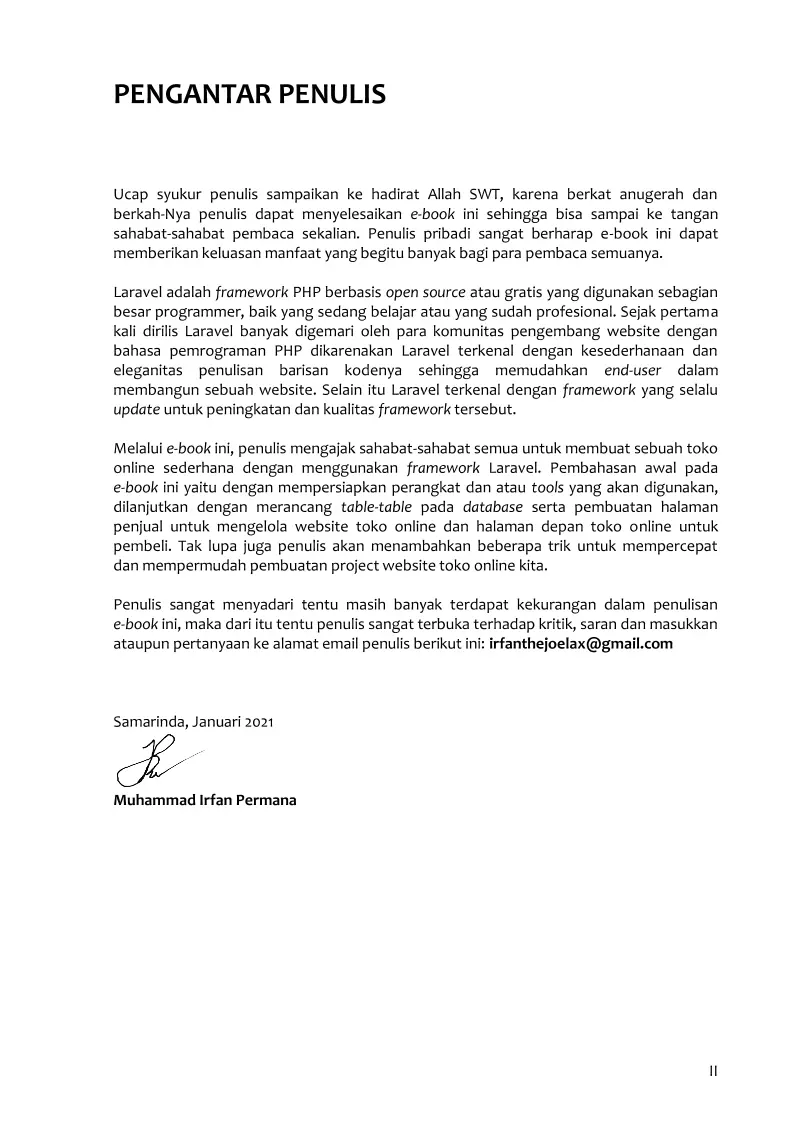 PENGANTAR PENULIS
Ucap syukur penulis sampaikan ke hadirat Allah SWT, karena berkat anugerah dan
berkah-Nya penulis dapat menyelesaikan e-book ini sehingga bisa sampai ke tangan
sahabat-sahabat pembaca sekalian. Penulis pribadi sangat berharap e-book ini dapat
memberikan keluasan manfaat yang begitu banyak bagi para pembaca semuanya.
Laravel adalah framework PHP berbasis open source atau gratis yang digunakan sebagian
besar programmer, baik yang sedang belajar atau yang sudah profesional. Sejak pertama
kali dirilis Laravel banyak digemari oleh para komunitas pengembang website dengan
bahasa pemrograman PHP dikarenakan Laravel terkenal dengan kesederhanaan dan
eleganitas penulisan barisan kodenya sehingga memudahkan end-user dalam
membangun sebuah website. Selain itu Laravel terkenal dengan framework yang selalu
update untuk peningkatan dan kualitas framework tersebut.
Melalui e-book ini, penulis mengajak sahabat-sahabat semua untuk membuat sebuah toko
online sederhana dengan menggunakan framework Laravel. Pembahasan awal pada
e-book ini yaitu dengan mempersiapkan perangkat dan atau tools yang akan digunakan,
dilanjutkan dengan merancang table-table pada database serta pembuatan halaman
penjual untuk mengelola website toko online dan halaman depan toko online untuk
pembeli. Tak lupa juga penulis akan menambahkan beberapa trik untuk mempercepat
dan mempermudah pembuatan project website toko online kita.
Penulis sangat menyadari tentu masih banyak terdapat kekurangan dalam penulisan
e-book ini, maka dari itu tentu penulis sangat terbuka terhadap kritik, saran dan masukkan
ataupun pertanyaan ke alamat email penulis berikut ini: irfanthejoelax@gmail.com
Samarinda, Januari 2021
Muhammad Irfan Permana
II